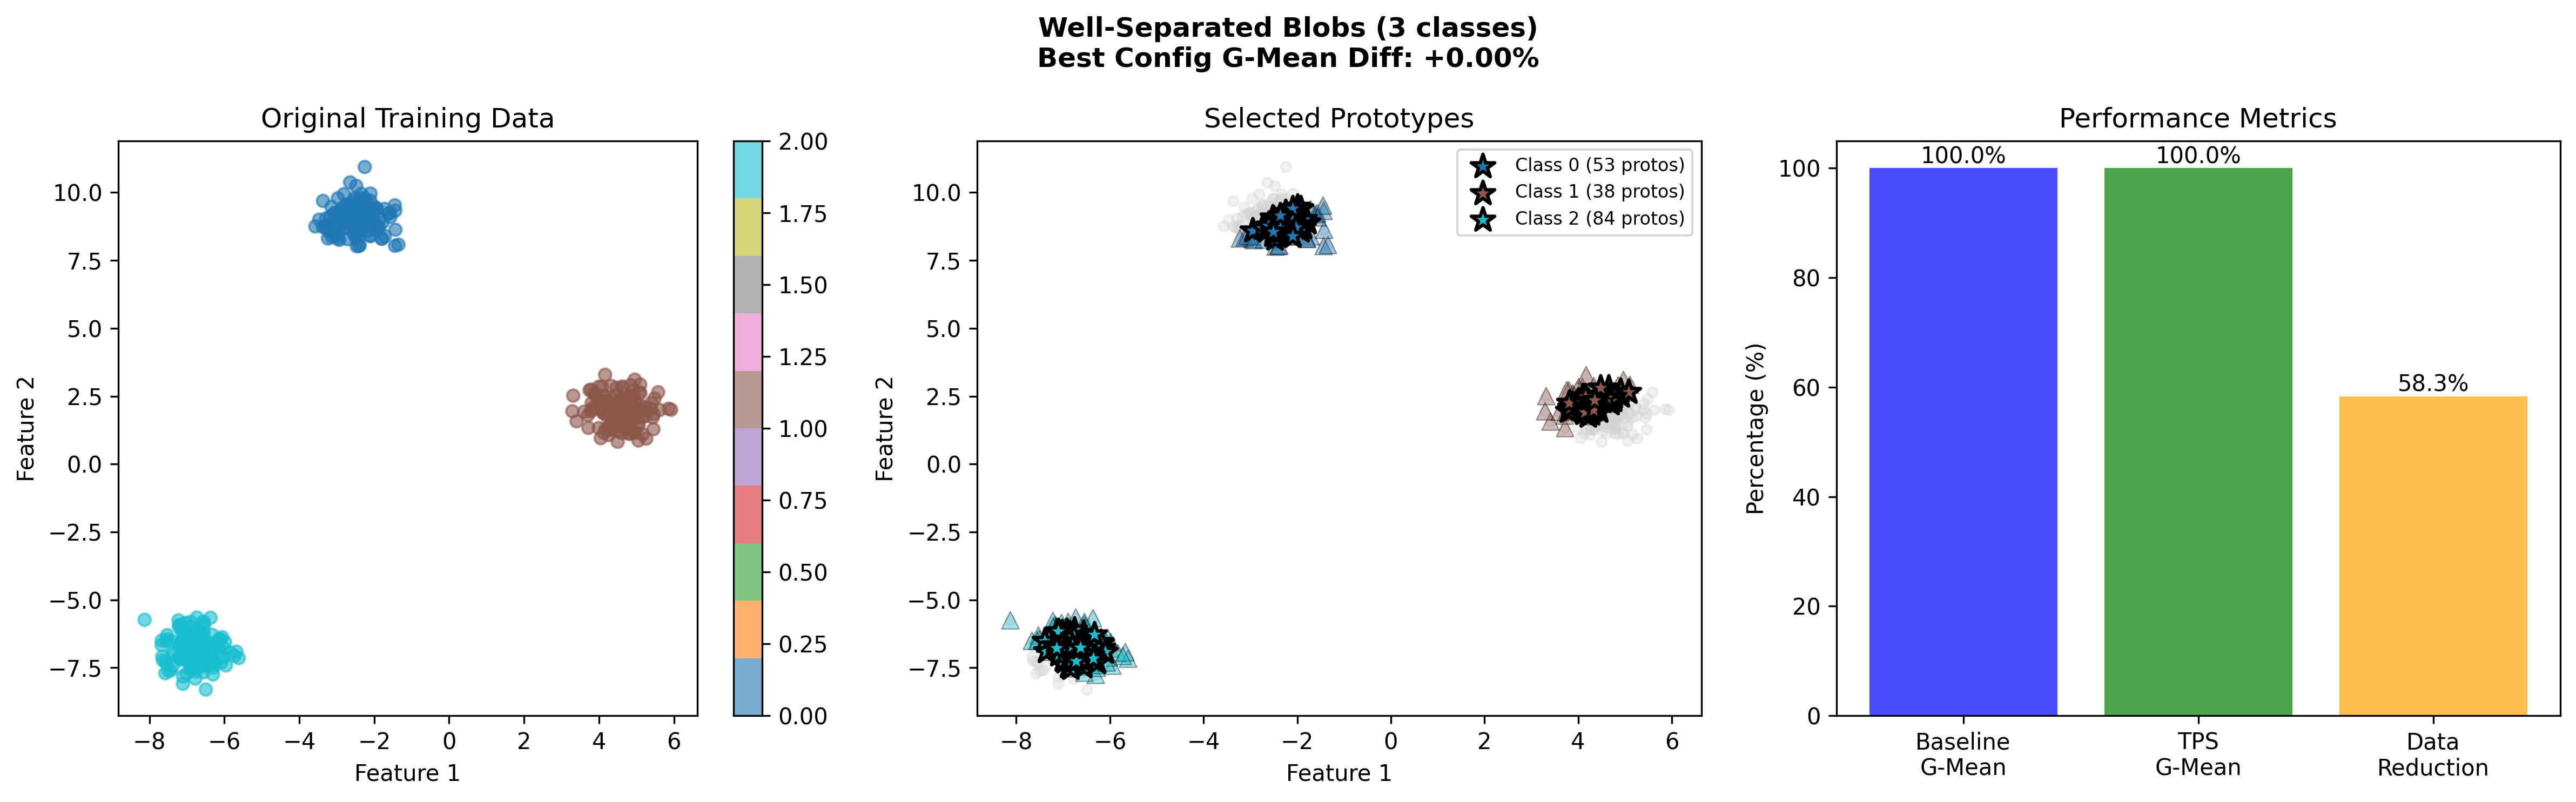 Well-Separated Blobs (3 classes)
Best Config G-Mean Diff: +0.00%
Original Training Data
Feature 2
10.0
7.5
5.0
2.5
0.0
−2.5
−5.0
−7.5
−8
−6
−4
−2
0
2
4
6
Feature 1
2.00
1.75
1.50
1.25
1.00
0.75
0.50
0.25
0.00
Selected Prototypes
Feature 2
10.0
7.5
5.0
2.5
0.0
−2.5
−5.0
−7.5
Class 0 (53 protos)
Class 1 (38 protos)
Class 2 (84 protos)
−8
−6
−4
−2
0
2
4
6
Feature 1
Performance Metrics
Percentage (%)
100
80
60
40
20
0
100.0%
100.0%
58.3%
Baseline
G-Mean
TPS
G-Mean
Data
Reduction